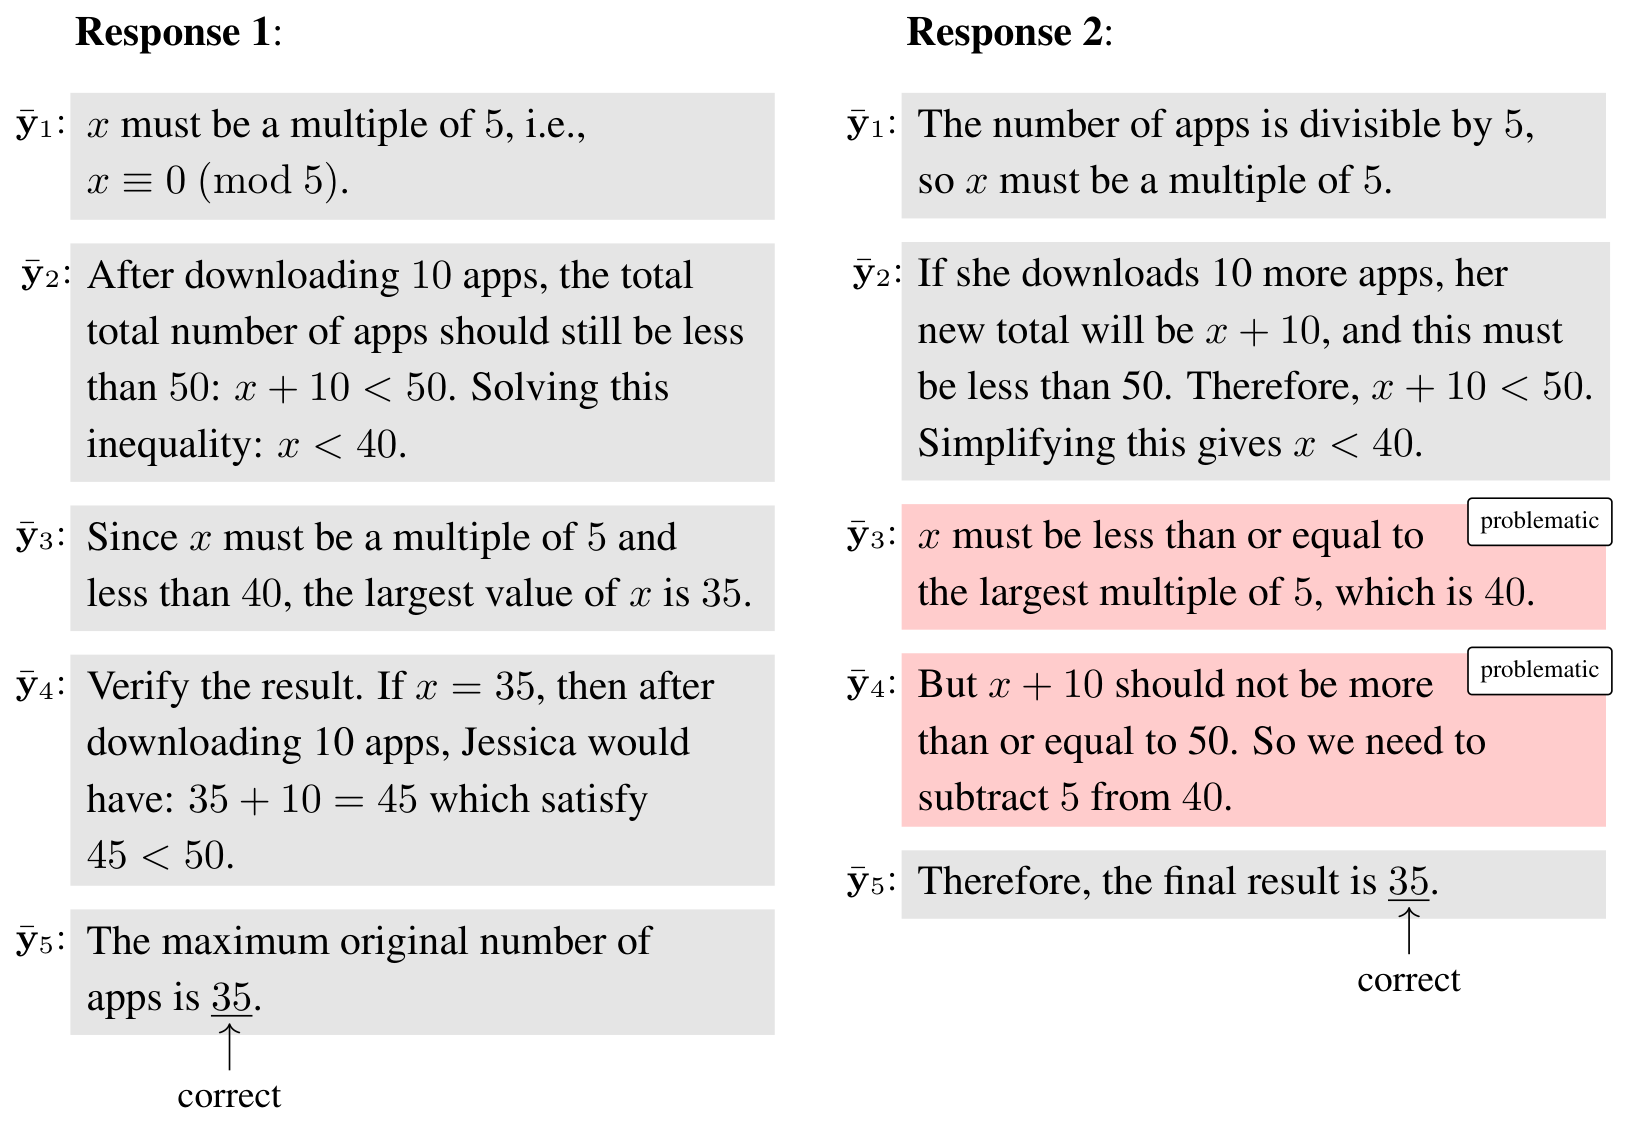 Response 1:
ȳ₁: x must be a multiple of 5, i.e.,
x ≡ 0 (mod 5).
ȳ₂: After downloading 10 apps, the total
total number of apps should still be less
than 50: x + 10 < 50. Solving this
inequality: x < 40.
ȳ₃: Since x must be a multiple of 5 and
less than 40, the largest value of x is 35.
ȳ₄: Verify the result. If x = 35, then after
downloading 10 apps, Jessica would
have: 35 + 10 = 45 which satisfy
45 < 50.
ȳ₅: The maximum original number of
apps is 35.
correct
Response 2:
ȳ₁: The number of apps is divisible by 5,
so x must be a multiple of 5.
ȳ₂: If she downloads 10 more apps, her
new total will be x + 10, and this must
be less than 50. Therefore, x + 10 < 50.
Simplifying this gives x < 40.
problematic
ȳ₃: x must be less than or equal to
the largest multiple of 5, which is 40.
problematic
ȳ₄: But x + 10 should not be more
than or equal to 50. So we need to
subtract 5 from 40.
ȳ₅: Therefore, the final result is 35.
correct